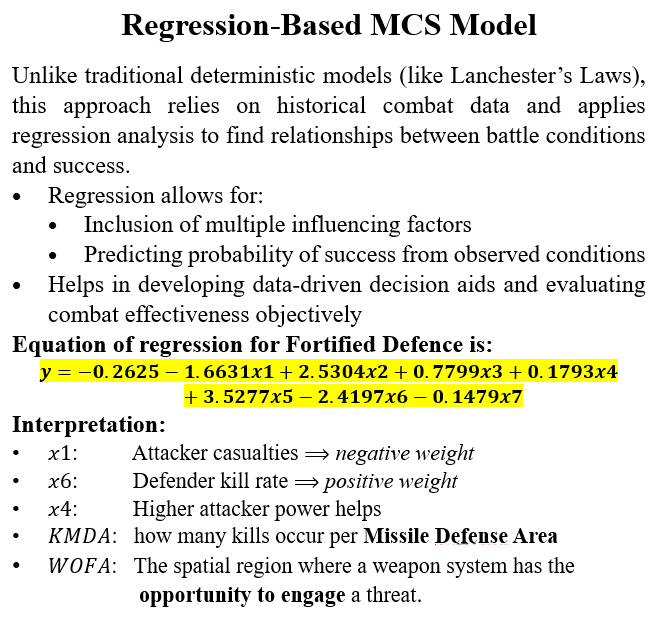 Regression-Based MCS Model
Unlike traditional deterministic models (like Lanchester’s Laws),
this approach relies on historical combat data and applies
regression analysis to find relationships between battle conditions
and success.
• Regression allows for:
• Inclusion of multiple influencing factors
• Predicting probability of success from observed conditions
• Helps in developing data-driven decision aids and evaluating
combat effectiveness objectively
Equation of regression for Fortified Defence is:
y = −0.2625 − 1.6631x1 + 2.5304x2 + 0.7799x3 + 0.1793x4
+ 3.5277x5 − 2.4197x6 − 0.1479x7
Interpretation:
• x1: Attacker casualties ⟹ negative weight
• x6: Defender kill rate ⟹ positive weight
• x4: Higher attacker power helps
• KMDA: how many kills occur per Missile Defense Area
• WOFA: The spatial region where a weapon system has the
opportunity to engage a threat.